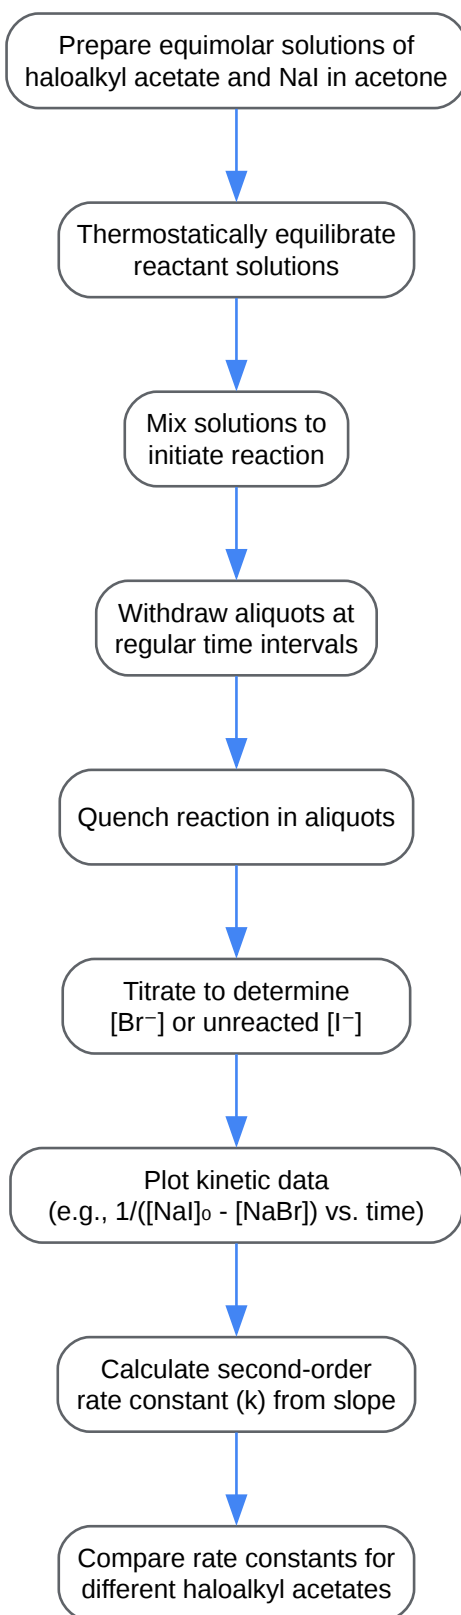 Prepare equimolar solutions of
haloalkyl acetate and NaI in acetone
Thermostatically equilibrate
reactant solutions
Mix solutions to
initiate reaction
Withdraw aliquots at
regular time intervals
Quench reaction in aliquots
Titrate to determine
[Br⁻] or unreacted [I⁻]
Plot kinetic data
(e.g., 1/([NaI]₀ - [NaBr]) vs. time)
Calculate second-order
rate constant (k) from slope
Compare rate constants for
different haloalkyl acetates